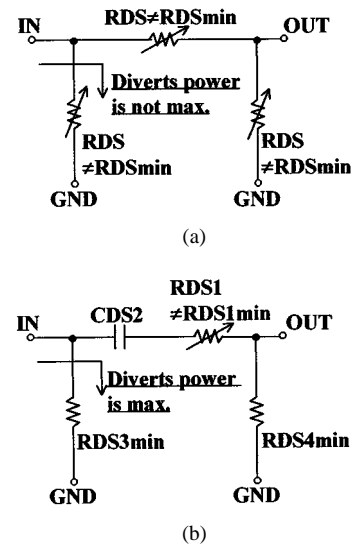 RDS≠RDSmin
IN
OUT
Diverts power
is not max.
RDS
≠RDSmin
RDS
≠RDSmin
GND
GND
(a)
RDS1
≠RDS1min
CDS2
IN
OUT
Diverts power
is max.
RDS3min
RDS4min
GND
GND
(b)